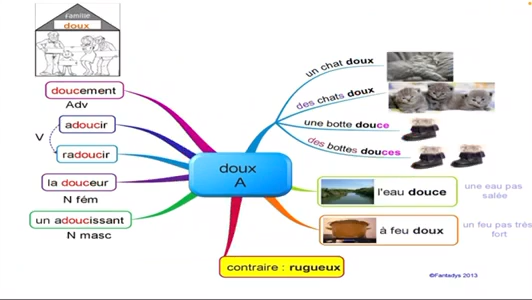 Famille
doux
doucement
Adv
adoucir
V
radoucir
la douceur
N fém
un adoucissant
N masc
doux
A
un chat doux
des chats doux
une botte douce
des bottes douces
l'eau douce
une eau pas
salée
à feu doux
un feu pas très
fort
contraire : rugueux
©Fantadys 2013